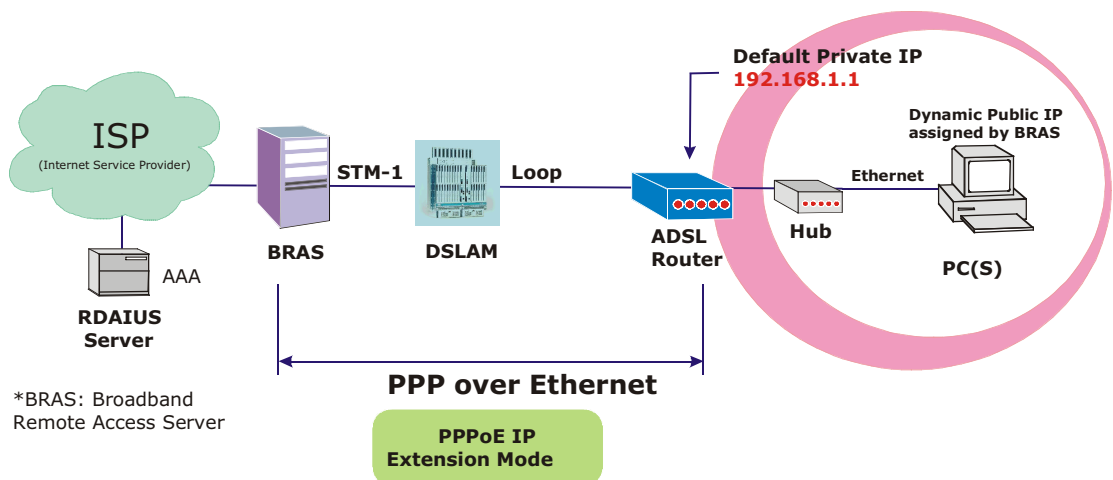 Default Private IP
192.168.1.1
ISP
(Internet Service Provider)
Dynamic Public IP
assigned by BRAS
STM-1
Loop
Ethernet
BRAS
DSLAM
ADSL
Router
Hub
PC(S)
AAA
RDAIUS
Server
PPP over Ethernet
*BRAS: Broadband
Remote Access Server
PPPoE IP
Extension Mode